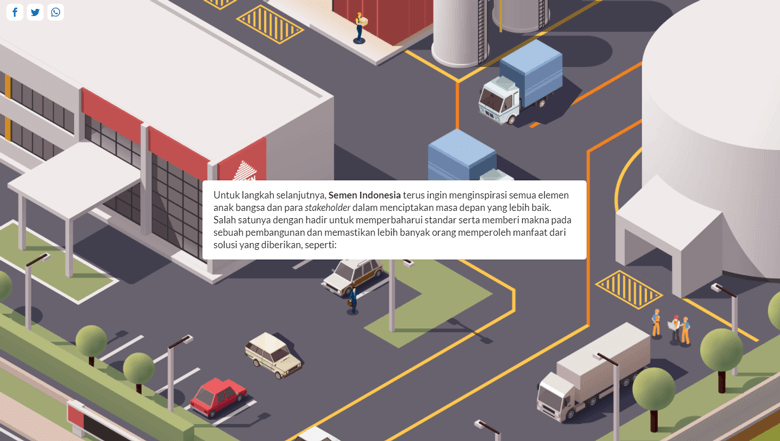 Untuk langkah selanjutnya, Semen Indonesia terus ingin menginspirasi semua elemen
anak bangsa dan para stakeholder dalam menciptakan masa depan yang lebih baik.
Salah satunya dengan hadir untuk memperbaharui standar serta memberi makna pada
sebuah pembangunan dan memastikan lebih banyak orang memperoleh manfaat dari
solusi yang diberikan, seperti: